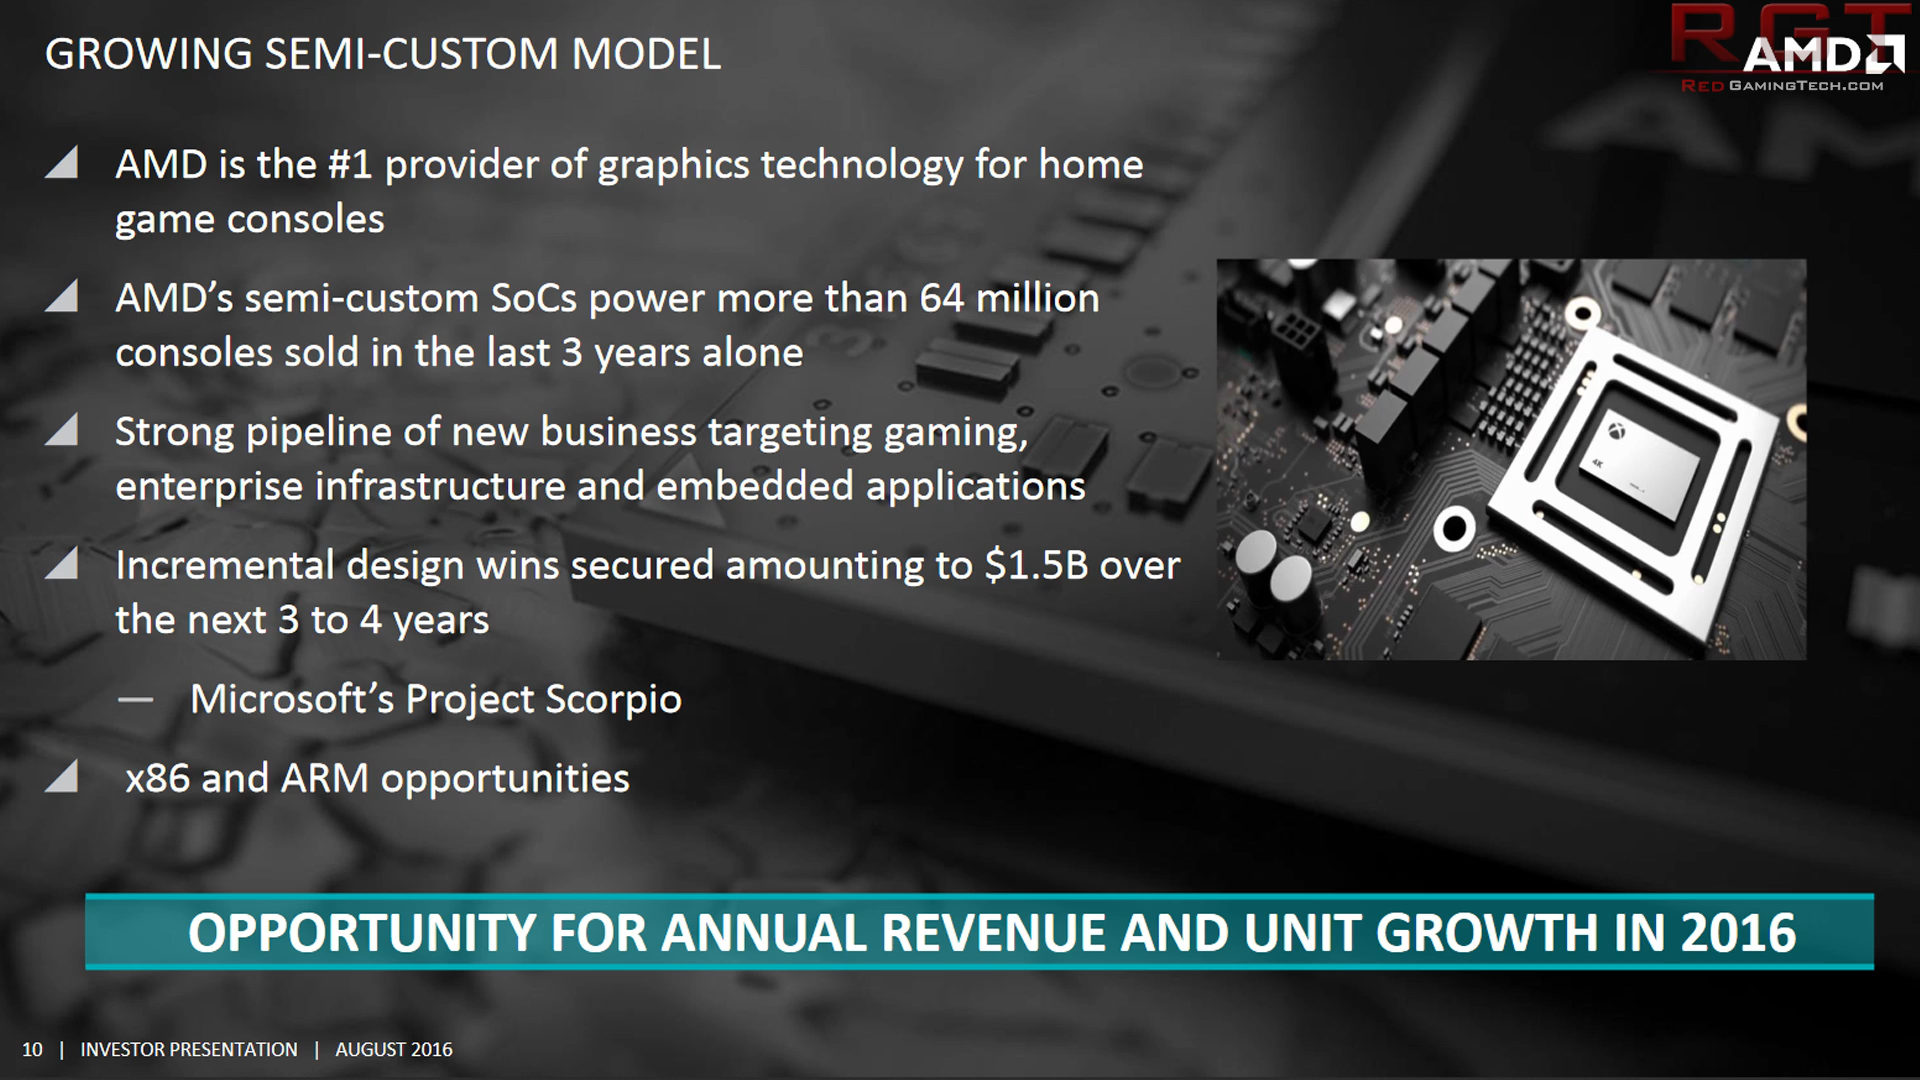 GROWING SEMI-CUSTOM MODEL
RGT
AMD
RED GAMINGTECH.COM
AMD is the #1 provider of graphics technology for home
game consoles
AMD’s semi-custom SoCs power more than 64 million
consoles sold in the last 3 years alone
Strong pipeline of new business targeting gaming,
enterprise infrastructure and embedded applications
Incremental design wins secured amounting to $1.5B over
the next 3 to 4 years
— Microsoft’s Project Scorpio
x86 and ARM opportunities
4K
OPPORTUNITY FOR ANNUAL REVENUE AND UNIT GROWTH IN 2016
10 | INVESTOR PRESENTATION | AUGUST 2016